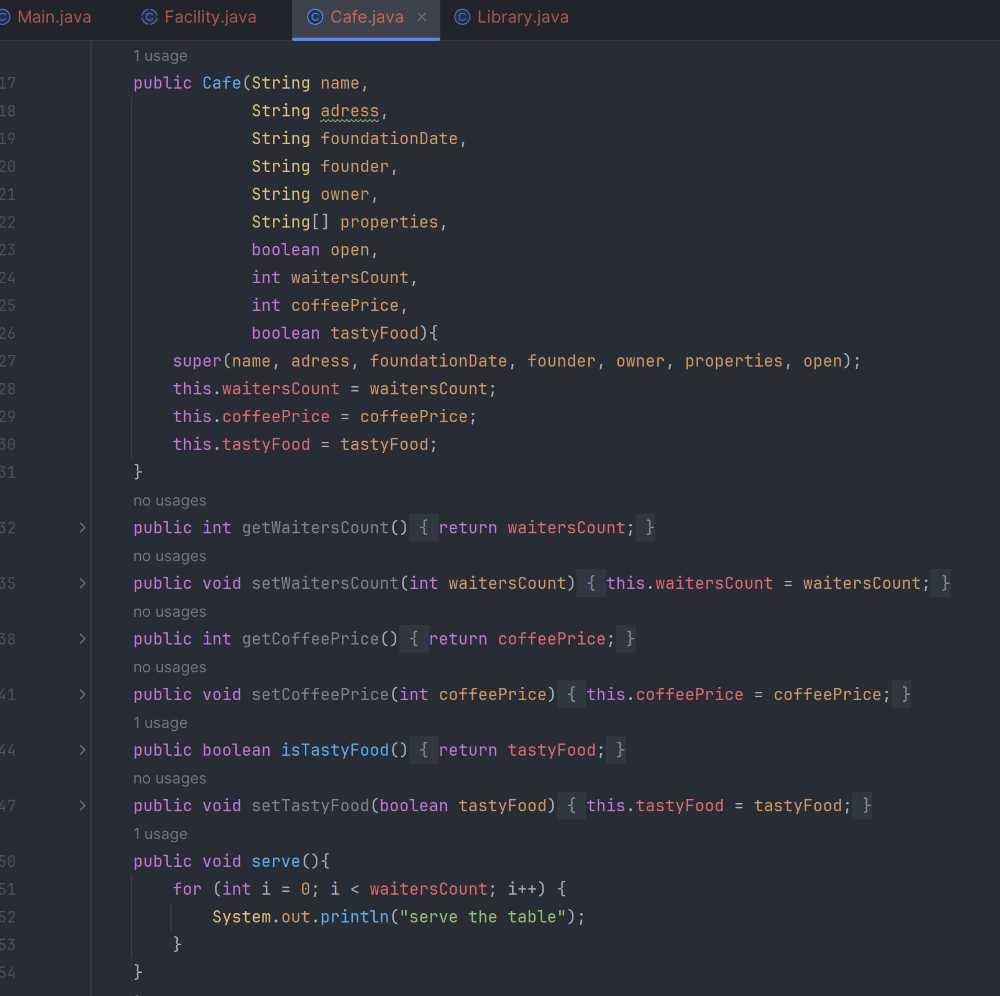 Main.java Facility.java Cafe.java Library.java
1 usage
17 public Cafe(String name,
18 String adress,
19 String foundationDate,
20 String founder,
21 String owner,
22 String[] properties,
23 boolean open,
24 int waitersCount,
25 int coffeePrice,
26 boolean tastyFood){
27 super(name, adress, foundationDate, founder, owner, properties, open);
28 this.waitersCount = waitersCount;
29 this.coffeePrice = coffeePrice;
30 this.tastyFood = tastyFood;
31 }
no usages
32 public int getWaitersCount() { return waitersCount; }
no usages
35 public void setWaitersCount(int waitersCount) { this.waitersCount = waitersCount; }
no usages
38 public int getCoffeePrice() { return coffeePrice; }
no usages
41 public void setCoffeePrice(int coffeePrice) { this.coffeePrice = coffeePrice; }
1 usage
44 public boolean isTastyFood() { return tastyFood; }
no usages
47 public void setTastyFood(boolean tastyFood) { this.tastyFood = tastyFood; }
1 usage
50 public void serve(){
51 for (int i = 0; i < waitersCount; i++) {
52 System.out.println("serve the table");
53 }
54 }